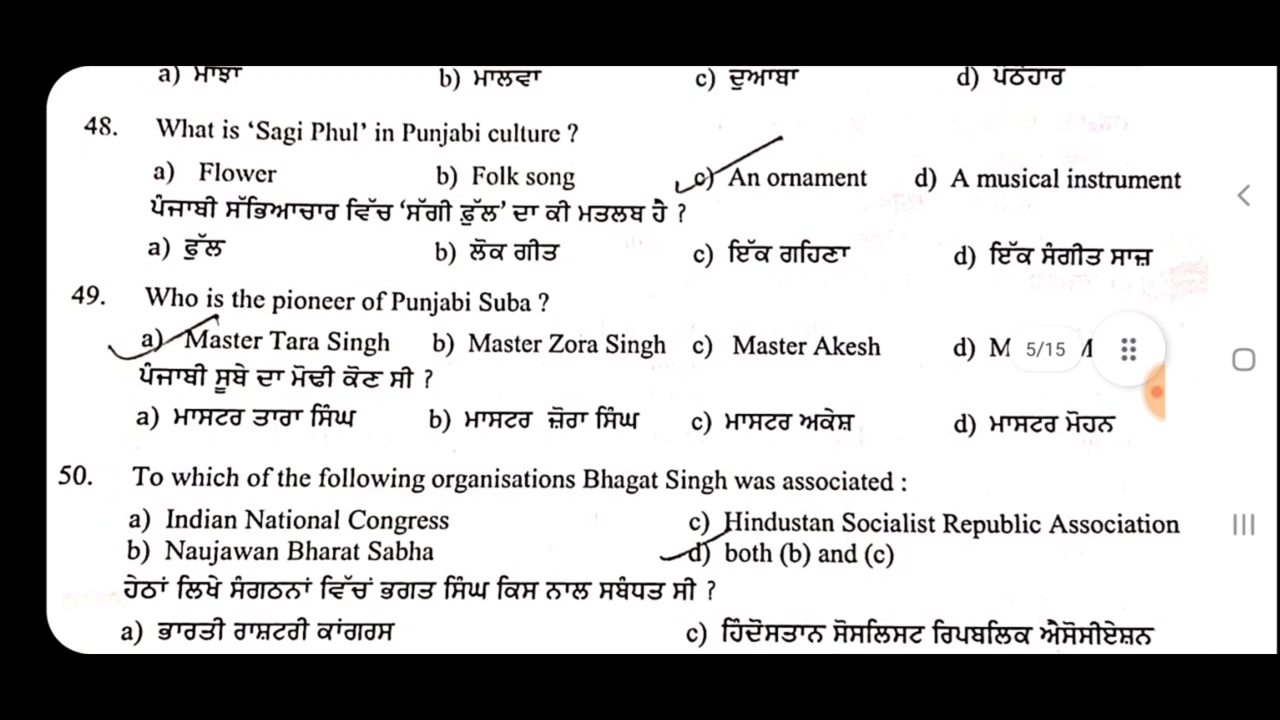 a) ਮਾਝਾ b) ਮਾਲਵਾ c) ਦੁਆਬਾ d) ਪੋਠੋਹਾਰ
48. What is ‘Sagi Phul’ in Punjabi culture ?
a) Flower b) Folk song c) An ornament d) A musical instrument
ਪੰਜਾਬੀ ਸੱਭਿਆਚਾਰ ਵਿੱਚ ‘ਸੱਗੀ ਫ਼ੁੱਲ’ ਦਾ ਕੀ ਮਤਲਬ ਹੈ ?
a) ਫੁੱਲ b) ਲੋਕ ਗੀਤ c) ਇੱਕ ਗਹਿਣਾ d) ਇੱਕ ਸੰਗੀਤ ਸਾਜ਼
49. Who is the pioneer of Punjabi Suba ?
a) Master Tara Singh b) Master Zora Singh c) Master Akesh d) M 5/15
ਪੰਜਾਬੀ ਸੂਬੇ ਦਾ ਮੋਢੀ ਕੌਣ ਸੀ ?
a) ਮਾਸਟਰ ਤਾਰਾ ਸਿੰਘ b) ਮਾਸਟਰ ਜ਼ੋਰਾ ਸਿੰਘ c) ਮਾਸਟਰ ਅਕੇਸ਼ d) ਮਾਸਟਰ ਮੋਹਨ
50. To which of the following organisations Bhagat Singh was associated :
a) Indian National Congress c) Hindustan Socialist Republic Association
b) Naujawan Bharat Sabha d) both (b) and (c)
ਹੇਠਾਂ ਲਿਖੇ ਸੰਗਠਨਾਂ ਵਿੱਚਂ ਭਗਤ ਸਿੰਘ ਕਿਸ ਨਾਲ ਸਬੰਧਤ ਸੀ ?
a) ਭਾਰਤੀ ਰਾਸ਼ਟਰੀ ਕਾਂਗਰਸ c) ਹਿੰਦੋਸਤਾਨ ਸੋਸਲਿਸਟ ਰਿਪਬਲਿਕ ਐਸੋਸੀਏਸ਼ਨ